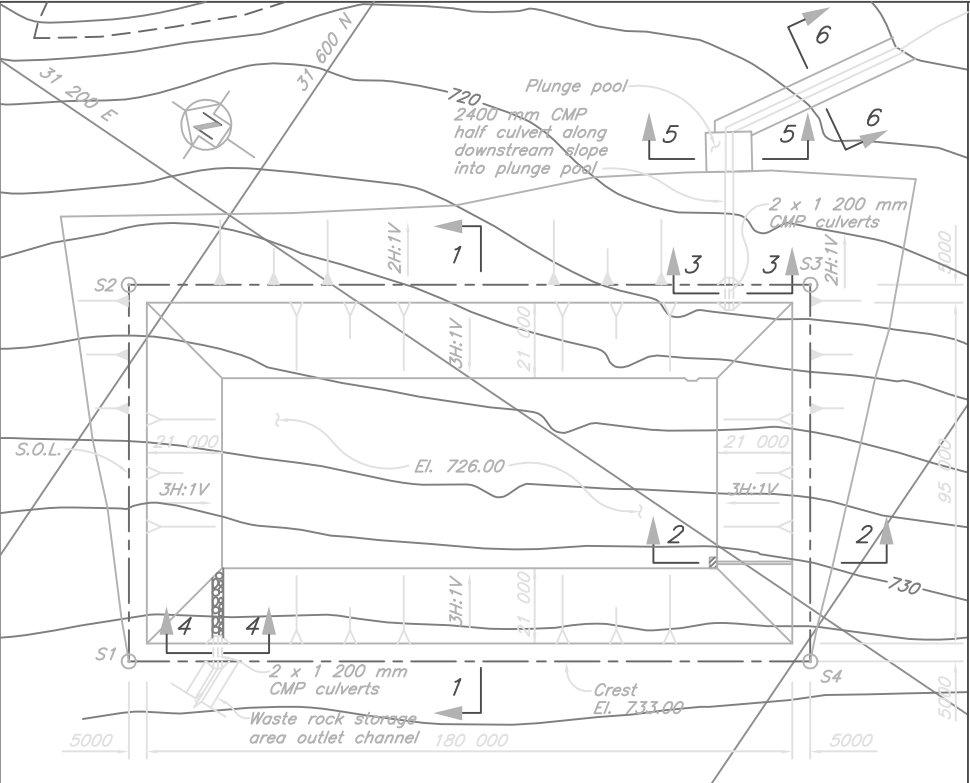 31 200 E
31 600 N
N
720
Plunge pool
2400 mm CMP
half culvert along
downstream slope
into plunge pool
6
6
5
5
2 x 1 200 mm
CMP culverts
1
2H:1V
3
3
S3
2H:1V
5000
S2
3H:1V
21 000
S.O.L.
21 000
3H:1V
El. 726.00
21 000
3H:1V
95 000
2
2
730
3H:1V
21 000
4
4
S1
2 x 1 200 mm
CMP culverts
1
Crest
El. 733.00
S4
5000
Waste rock storage
area outlet channel
5000
180 000
5000